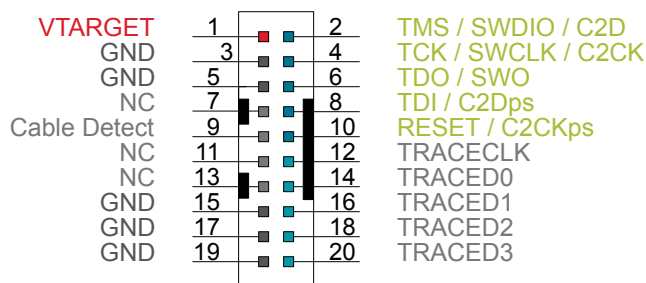 VTARGET 1 2 TMS / SWDIO / C2D
GND 3 4 TCK / SWCLK / C2CK
GND 5 6 TDO / SWO
NC 7 8 TDI / C2Dps
Cable Detect 9 10 RESET / C2CKps
NC 11 12 TRACECLK
NC 13 14 TRACED0
GND 15 16 TRACED1
GND 17 18 TRACED2
GND 19 20 TRACED3